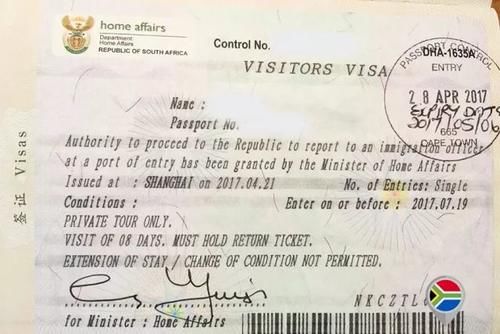 home affairs
Department:
Home Affairs
REPUBLIC OF SOUTH AFRICA
Control No.
VISITORS VISA
DHA-1635A
PASSPORT CONTROL
ENTRY
28 APR 2017
EXPIRY DATE
2017/05/06
665
CAPE TOWN
Name :
Passport No.
Authority to proceed to the Republic to report to an immigration officer
at a port of entry has been granted by the Minister of Home Affairs
Issued at : SHANGHAI on 2017.04.21 No. of Entries: Single
Conditions : Enter on or before : 2017.07.19
PRIVATE TOUR ONLY.
VISIT OF 08 DAYS. MUST HOLD RETURN TICKET.
EXTENSION OF STAY / CHANGE OF CONDITION NOT PERMITTED.
for Minister : Home Affairs
签证 Visas